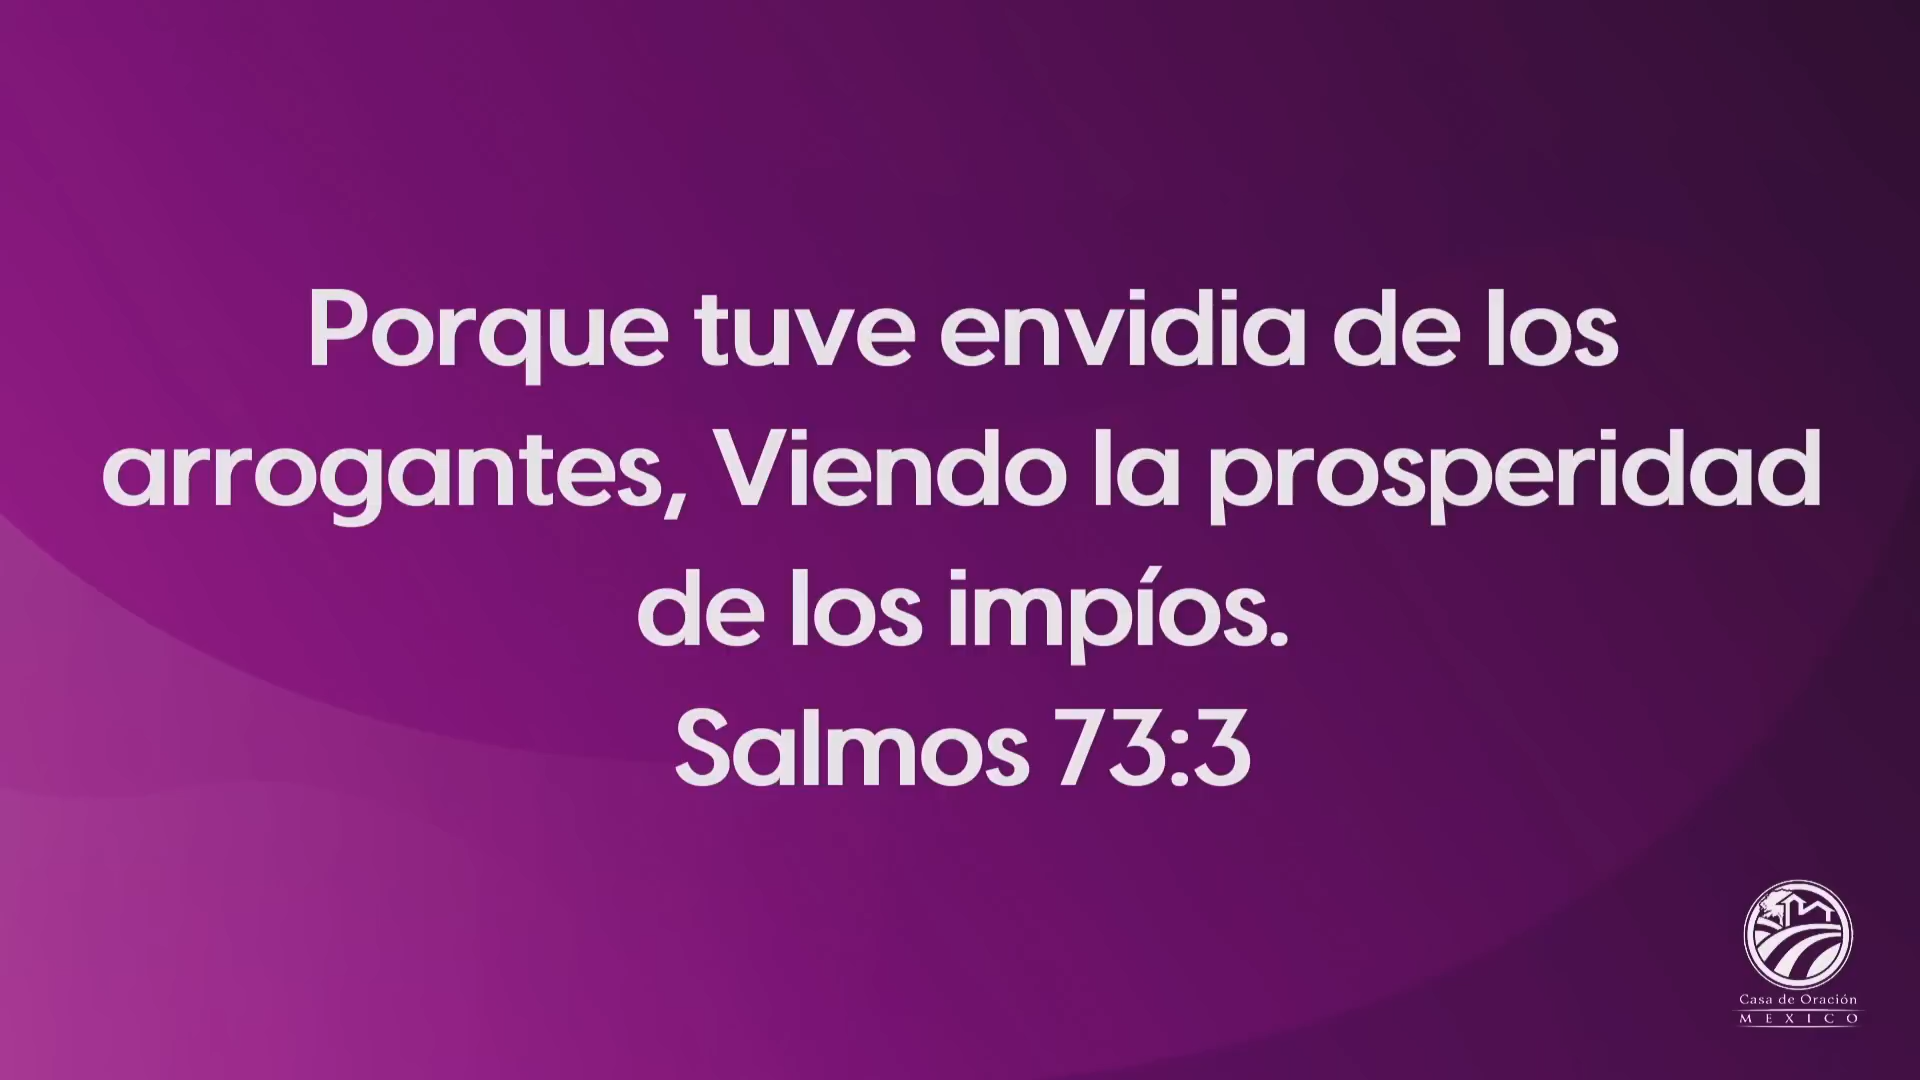 Porque tuve envidia de los
arrogantes, Viendo la prosperidad
de los impíos.
Salmos 73:3
Casa de Oración
MEXICO